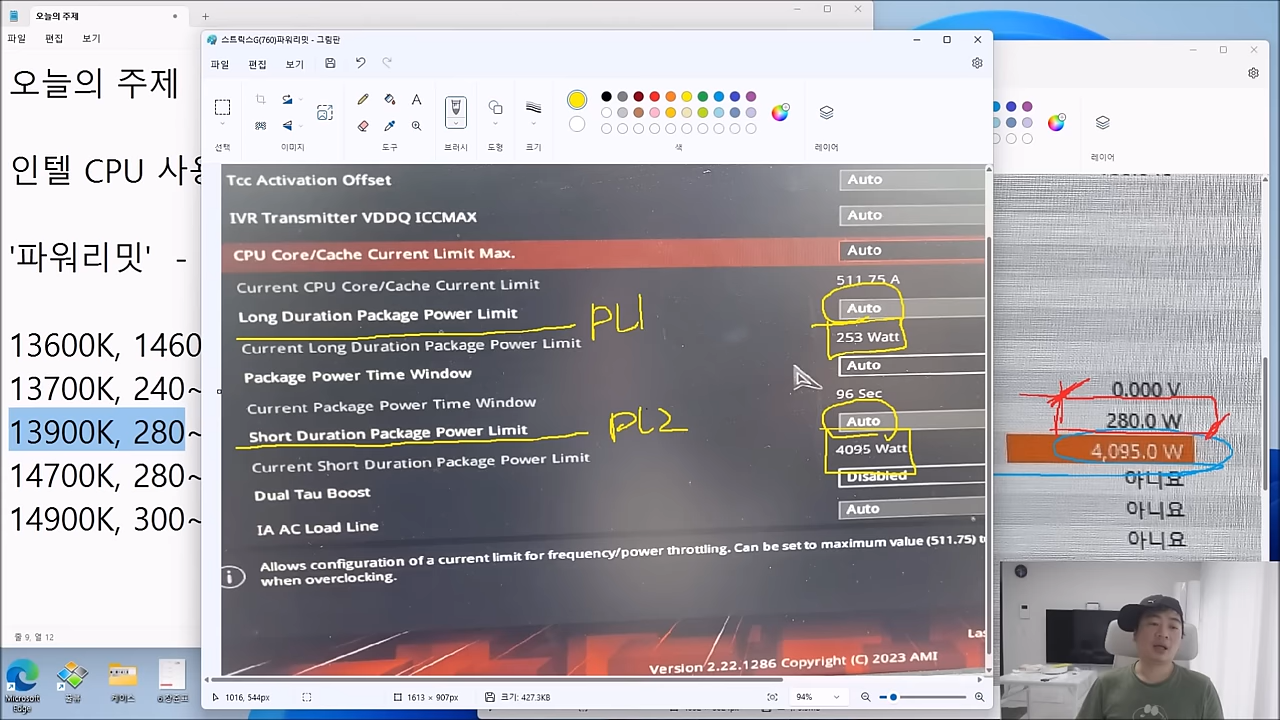 오늘의 주제
파일 편집 보기
오늘의 주제
인텔 CPU 사용
'파워리밋' -
13600K, 1460
13700K, 240~
13900K, 280~
14700K, 280~
14900K, 300~
줄 9, 열 12
Microsoft Edge
케이스
스트릭스G(760)파워리밋 - 그림판
파일 편집 보기
선택 이미지 도구 브러시 도형 크기 색 레이어
Tcc Activation Offset Auto
IVR Transmitter VDDQ ICCMAX Auto
CPU Core/Cache Current Limit Max. Auto
Current CPU Core/Cache Current Limit 511.75 A
Long Duration Package Power Limit PL1 Auto
Current Long Duration Package Power Limit 253 Watt
Package Power Time Window Auto
Current Package Power Time Window 96 Sec
Short Duration Package Power Limit PL2 Auto
Current Short Duration Package Power Limit 4095 Watt
Dual Tau Boost Disabled
IA AC Load Line Auto
Allows configuration of a current limit for frequency/power throttling. Can be set to maximum value (511.75) t
when overclocking.
Las
Version 2.22.1286 Copyright (C) 2023 AMI
1016, 544px
1613 × 907px
크기: 427.3KB
94%
레이어
0.000 V
280.0 W
4,095.0 W
아니요
아니요
아니요